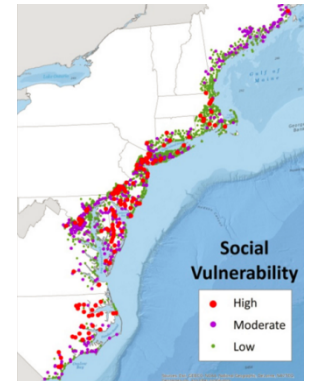 Gulf of
Maine
Social
Vulnerability
High
Moderate
Low